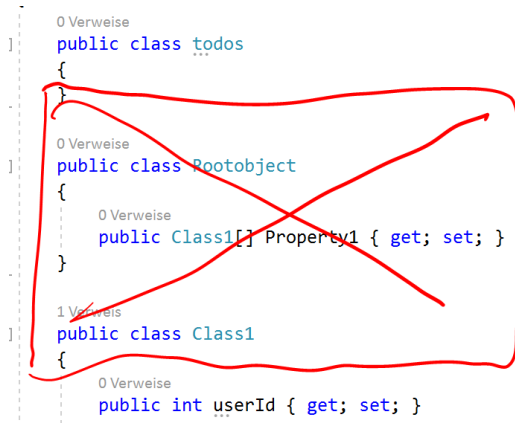 0 Verweise
public class todos
{
}
0 Verweise
public class Rootobject
{
0 Verweise
public Class1[] Property1 { get; set; }
}
1 Verweis
public class Class1
{
0 Verweise
public int userId { get; set; }